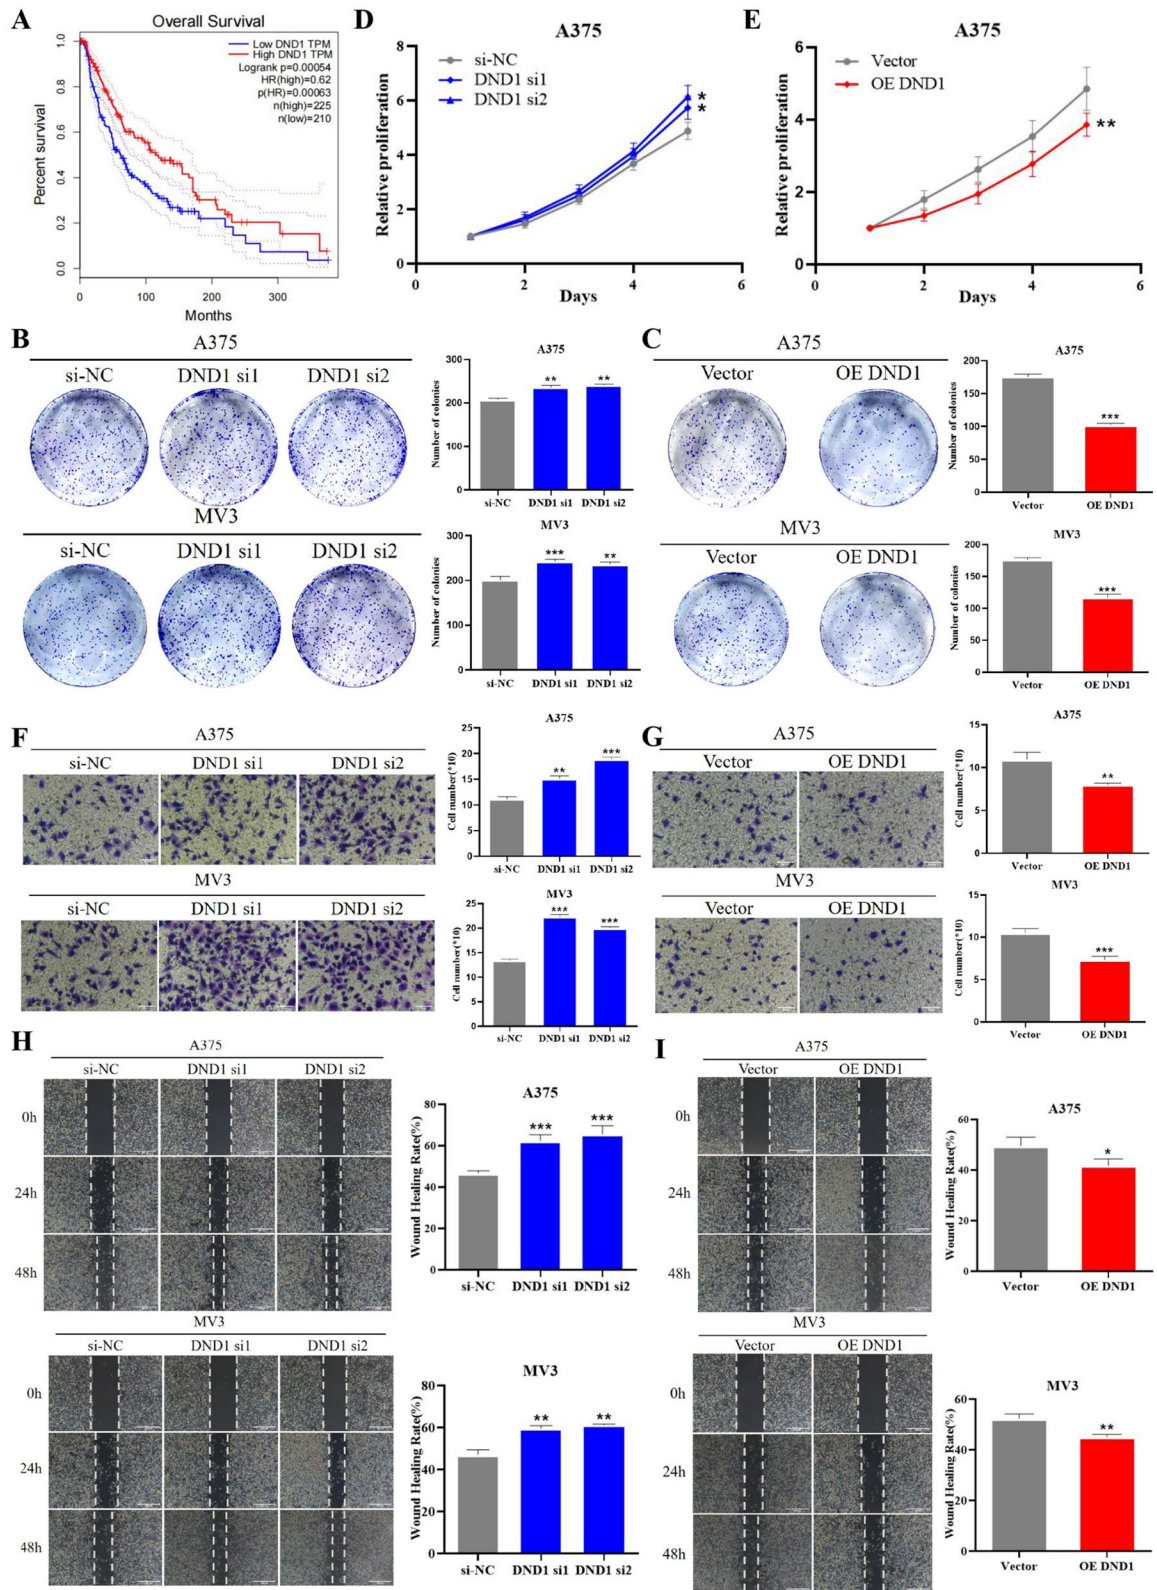 A
Overall Survival
Low DND1 TPM
High DND1 TPM
Logrank p=0.00054
HR(high)=0.62
p(HR)=0.00063
n(high)=225
n(low)=210
Percent survival
1.0
0.8
0.6
0.4
0.2
0.0
0 100 200 300
Months
D
A375
si-NC
DND1 si1
DND1 si2
Relative proliferation
8
6
4
2
0
*
*
0 2 4 6
Days
E
A375
Vector
OE DND1
Relative proliferation
6
4
2
0
**
0 2 4 6
Days
B
A375
si-NC DND1 si1 DND1 si2
MV3
si-NC DND1 si1 DND1 si2
A375
Number of colonies
300
200
100
0
** **
si-NC DND1 si1 DND1 si2
MV3
Number of colonies
300
200
100
0
*** **
si-NC DND1 si1 DND1 si2
C
A375
Vector OE DND1
MV3
Vector OE DND1
A375
Number of colonies
200
150
100
50
0
***
Vector OE DND1
MV3
Number of colonies
200
150
100
50
0
***
Vector OE DND1
F
A375
si-NC DND1 si1 DND1 si2
MV3
si-NC DND1 si1 DND1 si2
A375
Cell number(*10)
25
20
15
10
5
0
** ***
si-NC DND1 si1 DND1 si2
MV3
Cell number(*10)
25
20
15
10
5
0
*** ***
si-NC DND1 si1 DND1 si2
G
A375
Vector OE DND1
MV3
Vector OE DND1
A375
Cell number(*10)
15
10
5
0
**
Vector OE DND1
MV3
Cell number(*10)
15
10
5
0
***
Vector OE DND1
H
A375
si-NC DND1 si1 DND1 si2
0h
24h
48h
MV3
si-NC DND1 si1 DND1 si2
0h
24h
48h
A375
Wound Healing Rate(%)
80
60
40
20
0
*** ***
si-NC DND1 si1 DND1 si2
MV3
Wound Healing Rate(%)
80
60
40
20
0
** **
si-NC DND1 si1 DND1 si2
I
A375
Vector OE DND1
0h
24h
48h
MV3
Vector OE DND1
0h
24h
48h
A375
Wound Healing Rate(%)
60
40
20
0
*
Vector OE DND1
MV3
Wound Healing Rate(%)
60
40
20
0
**
Vector OE DND1